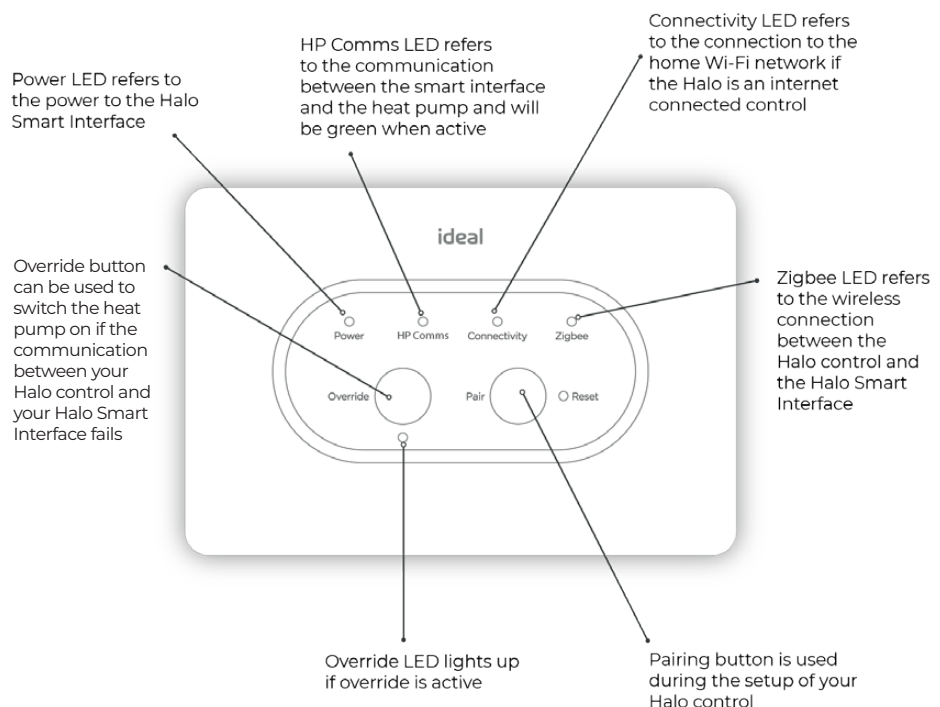 Connectivity LED refers
to the connection to the
home Wi-Fi network if
the Halo is an internet
connected control
HP Comms LED refers
to the communication
between the smart interface
and the heat pump and will
be green when active
Power LED refers to
the power to the Halo
Smart Interface
ideal
Override button
can be used to
switch the heat
pump on if the
communication
between your
Halo control and
your Halo Smart
Interface fails
Zigbee LED refers
to the wireless
connection
between the
Halo control and
the Halo Smart
Interface
Power HP Comms Connectivity Zigbee
Override Pair Reset
Override LED lights up
if override is active
Pairing button is used
during the setup of your
Halo control